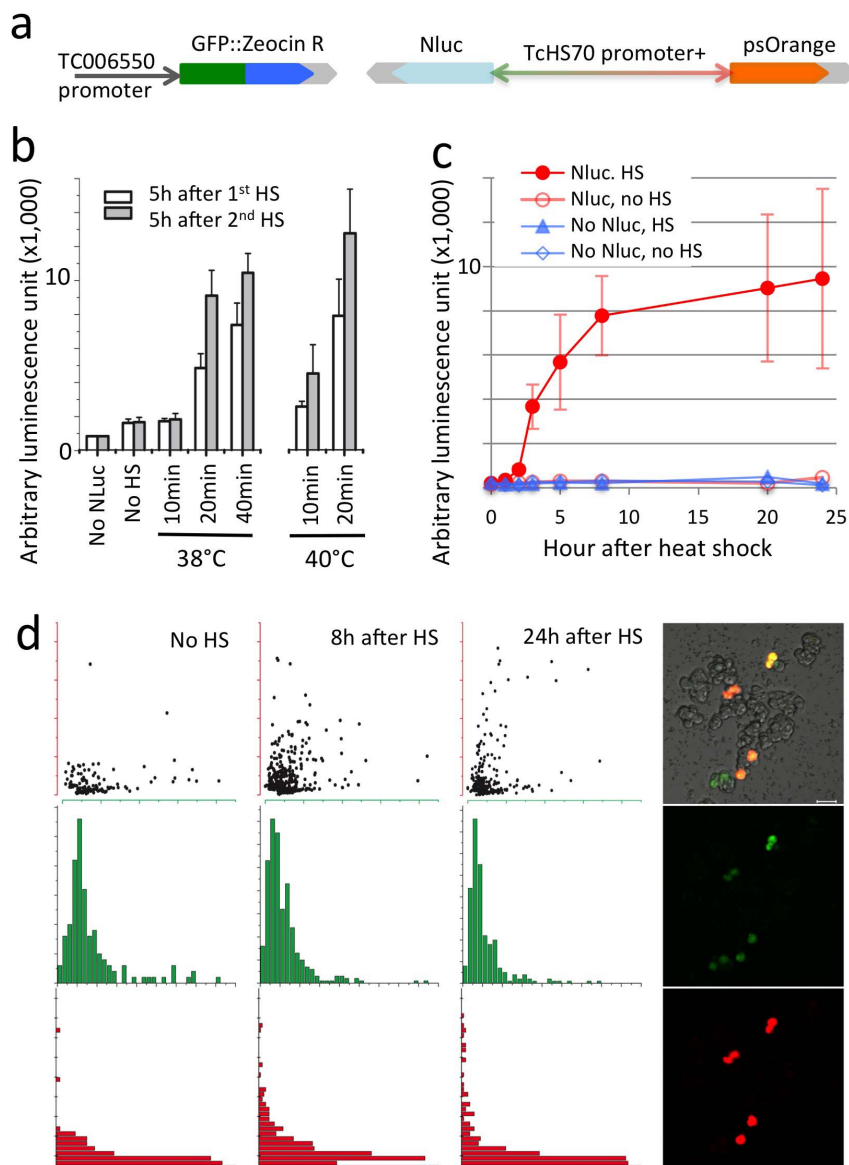 a
TC006550
promoter
GFP::Zeocin R
Nluc
TcHS70 promoter+
psOrange
b
Arbitrary luminescence unit (x1,000)
10
0
5h after 1st HS
5h after 2nd HS
No NLuc
No HS
10min
20min
40min
10min
20min
38°C
40°C
c
Arbitrary luminescence unit (x1,000)
Nluc. HS
Nluc, no HS
No Nluc, HS
No Nluc, no HS
10
0
0 5 10 15 20 25
Hour after heat shock
d
No HS
8h after HS
24h after HS